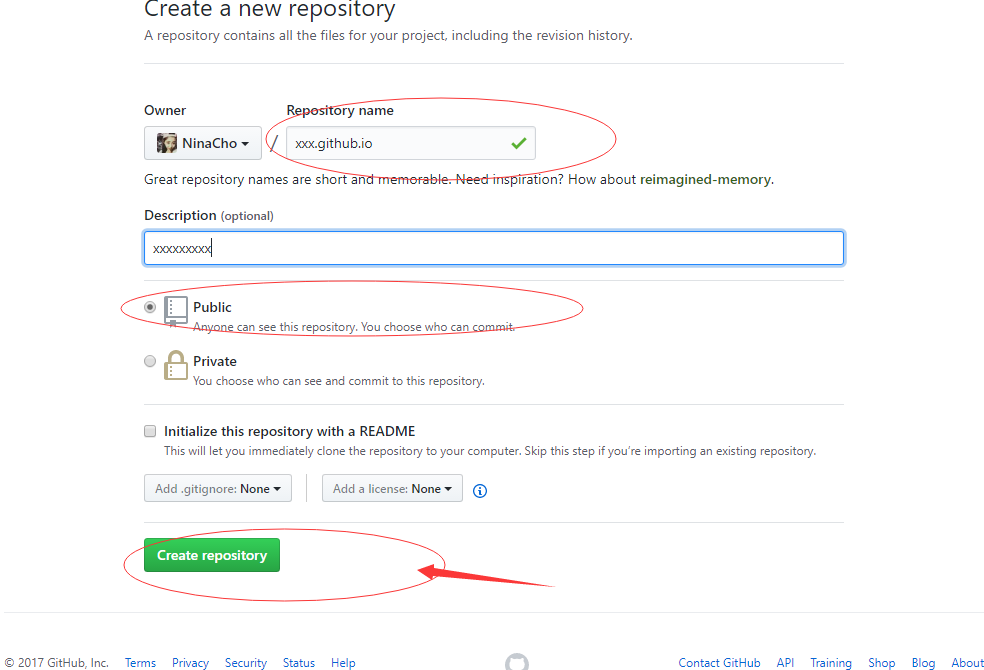 Create a new repository
A repository contains all the files for your project, including the revision history.
Owner Repository name
NinaCho / xxx.github.io
Great repository names are short and memorable. Need inspiration? How about reimagined-memory.
Description (optional)
xxxxxxxxx
Public
Anyone can see this repository. You choose who can commit.
Private
You choose who can see and commit to this repository.
Initialize this repository with a README
This will let you immediately clone the repository to your computer. Skip this step if you’re importing an existing repository.
Add .gitignore: None Add a license: None
Create repository
© 2017 GitHub, Inc. Terms Privacy Security Status Help Contact GitHub API Training Shop Blog About